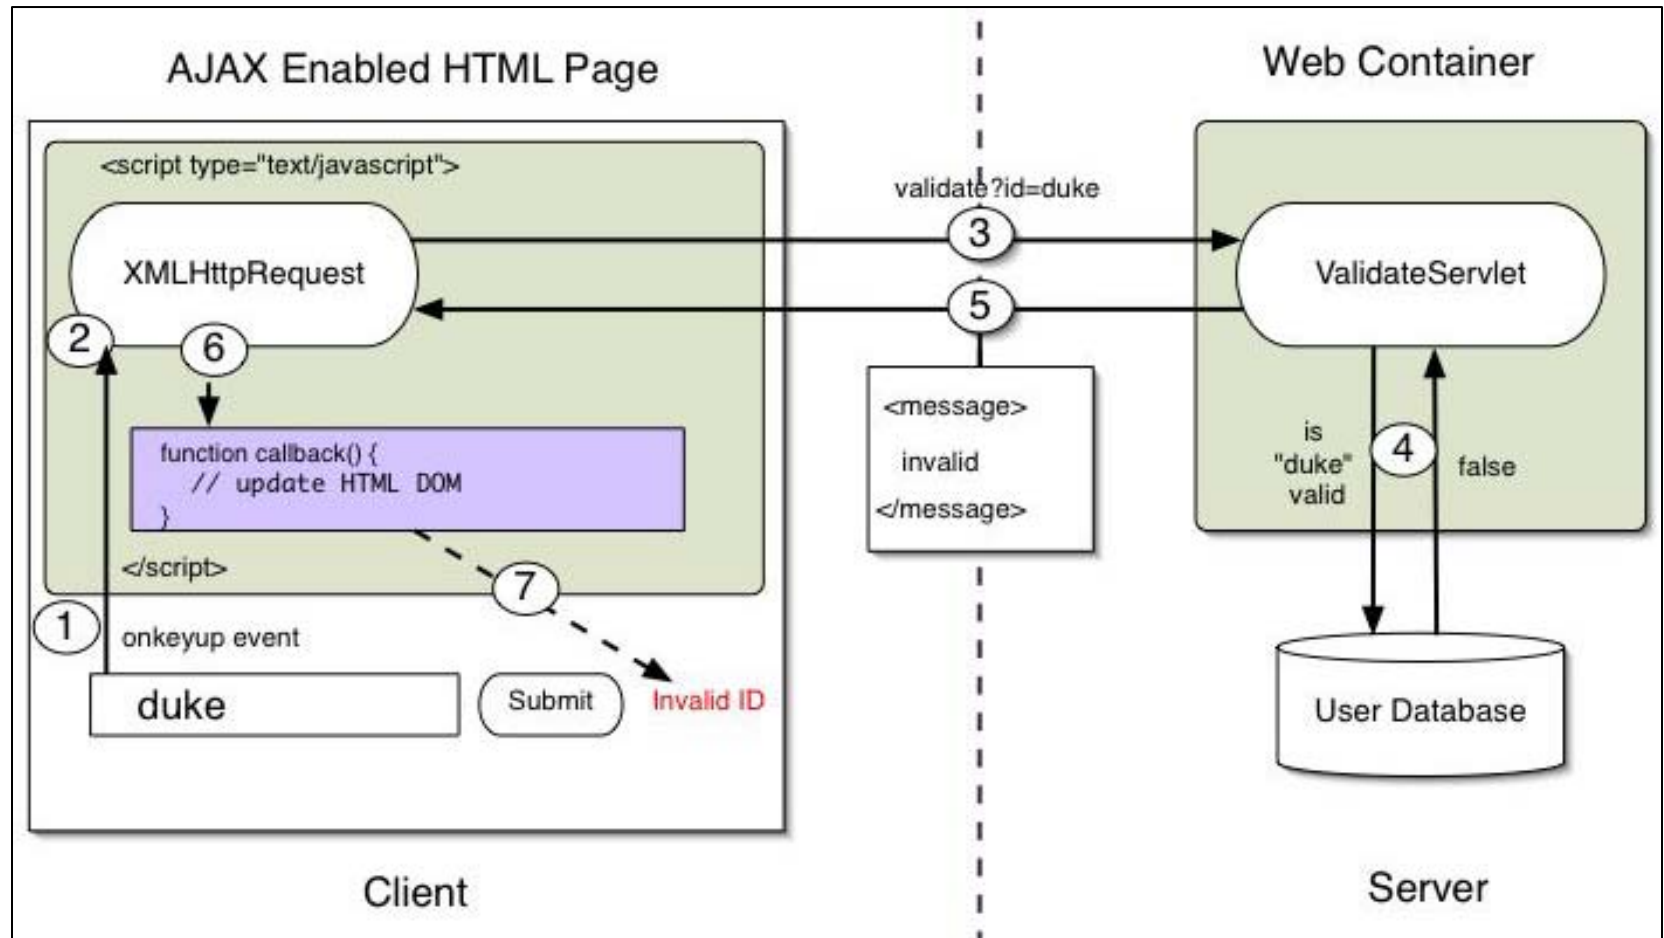 AJAX Enabled HTML Page
Web Container
<script type="text/javascript">
validate?id=duke
3
XMLHttpRequest
ValidateServlet
5
2
6
<message>
invalid
</message>
is
"duke"
valid
4
false
function callback() {
// update HTML DOM
}
</script>
7
1
onkeyup event
duke
Submit
Invalid ID
User Database
Client
Server